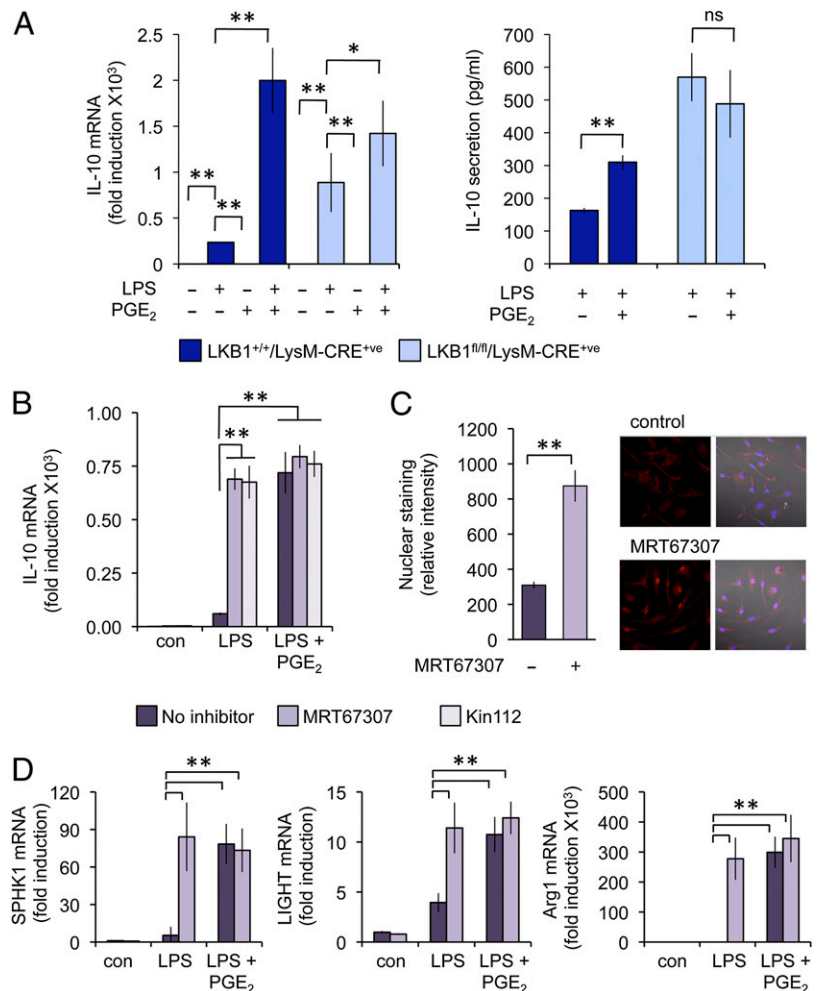 A
IL-10 mRNA
(fold induction X10³)
2.5
2
1.5
1
0.5
0
**
**
**
**
**
*
LPS – + – + – + – +
PGE₂ – – + + – – + +
IL-10 secretion (pg/ml)
700
600
500
400
300
200
100
0
**
ns
LPS + + + +
PGE₂ – + – +
LKB1+/+/LysM-CRE+ve LKB1fl/fl/LysM-CRE+ve
B
IL-10 mRNA
(fold induction X10³)
1.00
0.75
0.50
0.25
0.00
**
**
con LPS LPS +
PGE₂
C
Nuclear staining
(relative intensity)
1200
1000
800
600
400
200
0
**
MRT67307 – +
control
MRT67307
No inhibitor MRT67307 Kin112
D
SPHK1 mRNA
(fold induction)
120
90
60
30
0
**
con LPS LPS +
PGE₂
LIGHT mRNA
(fold induction)
15
10
5
0
**
con LPS LPS +
PGE₂
Arg1 mRNA
(fold induction X10³)
500
400
300
200
100
0
**
con LPS LPS +
PGE₂